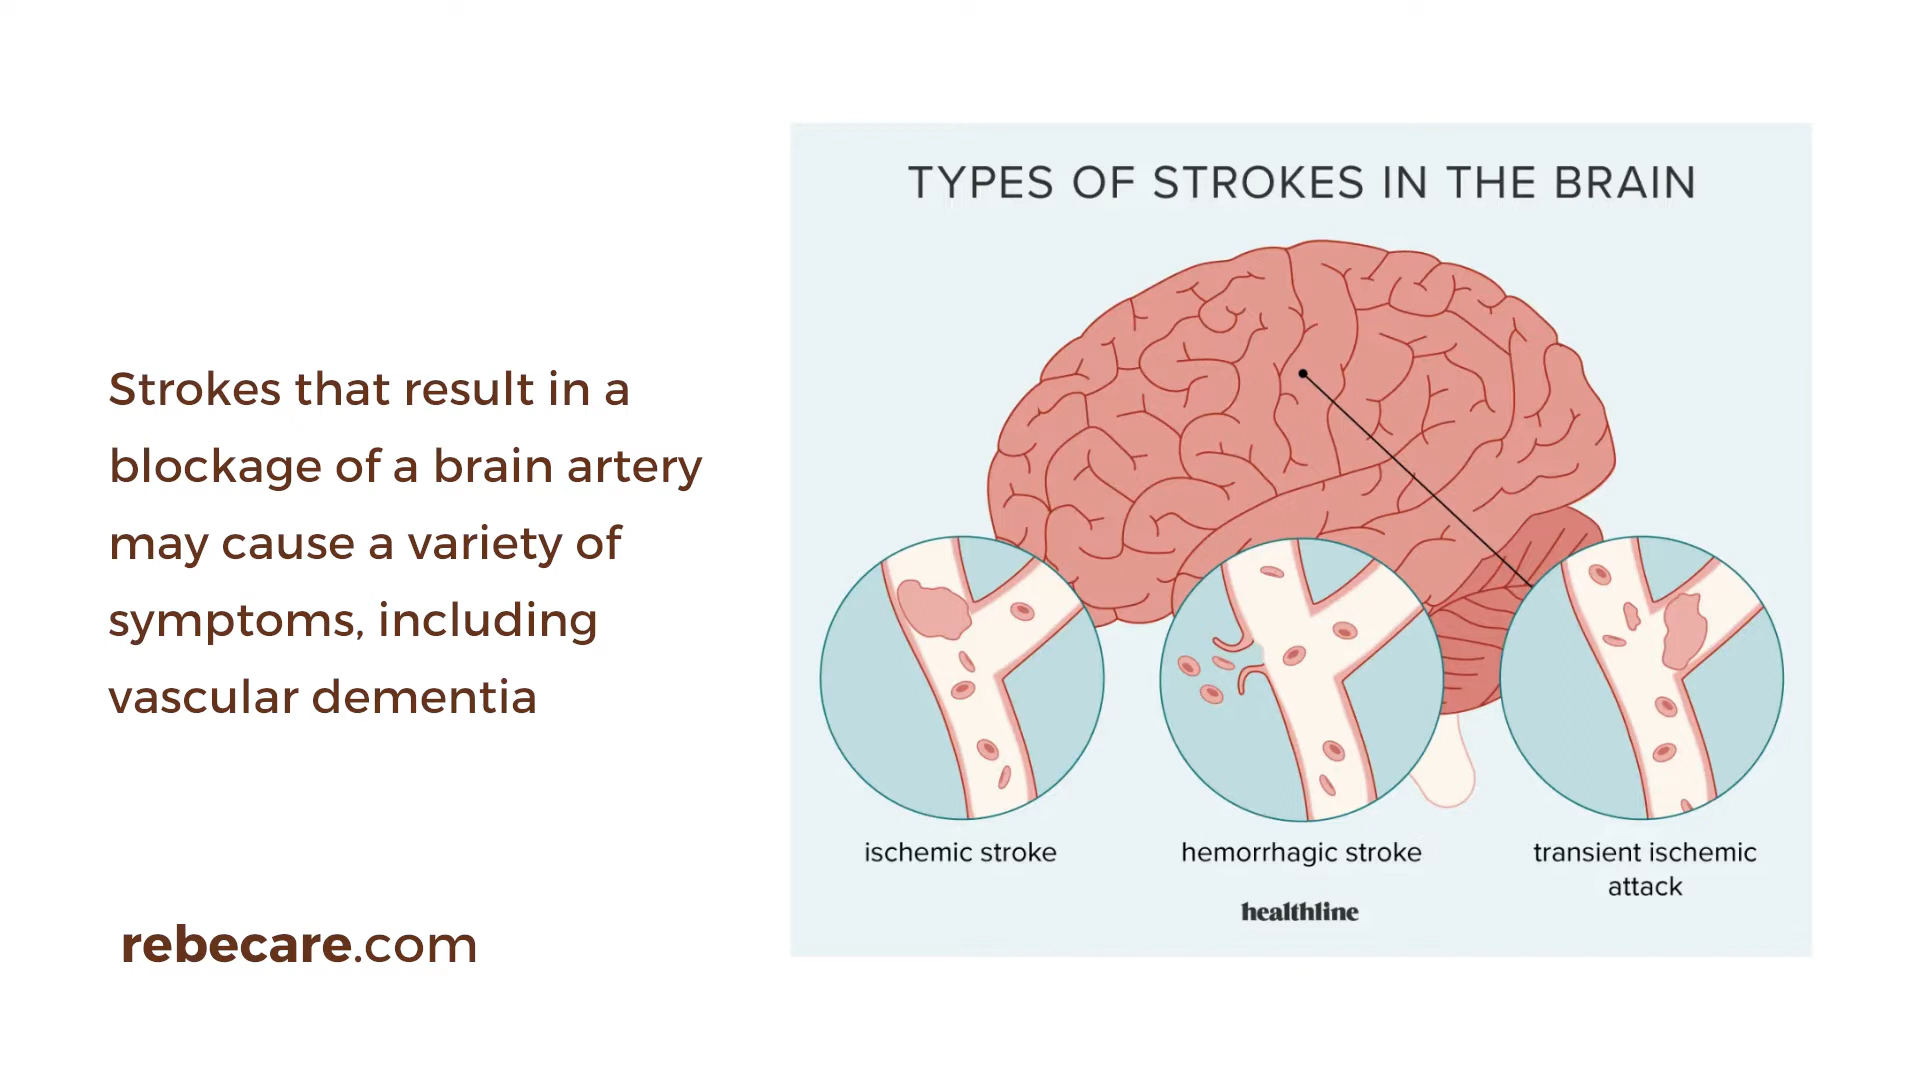 Strokes that result in a
blockage of a brain artery
may cause a variety of
symptoms, including
vascular dementia
rebecare.com
TYPES OF STROKES IN THE BRAIN
ischemic stroke
hemorrhagic stroke
transient ischemic
attack
healthline